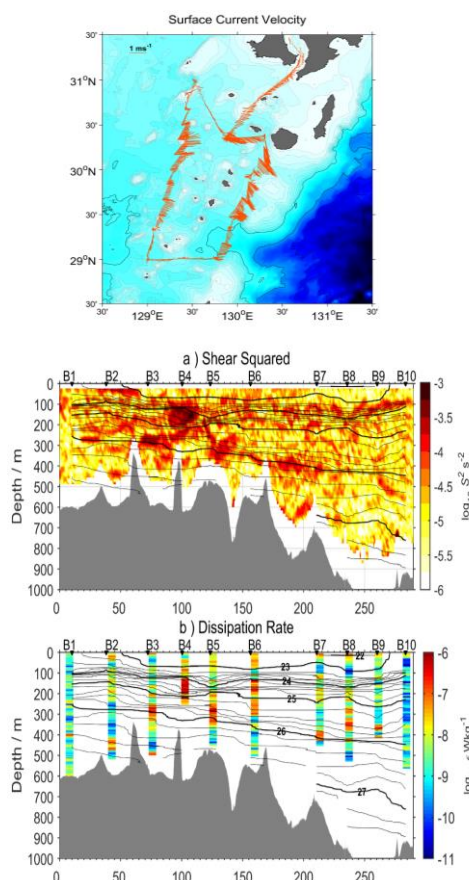 Surface Current Velocity
1 ms-1
31°N
30'
30°N
30'
29°N
30'
129°E
30'
130°E
30'
131°E
30'
a ) Shear Squared
B1 B2 B3 B4 B5 B6 B7 B8 B9 B10
0
100
200
300
400
500
600
700
800
900
1000
Depth / m
0 50 100 150 200 250
-3
-3.5
-4
-4.5
-5
-5.5
-6
log10 S2 s-2
b ) Dissipation Rate
B1 B2 B3 B4 B5 B6 B7 B8 B9 B10
0
100
200
300
400
500
600
700
800
900
1000
Depth / m
22
23
24
25
26
27
0 50 100 150 200 250
-6
-7
-8
-9
-10
-11
Wkg-1